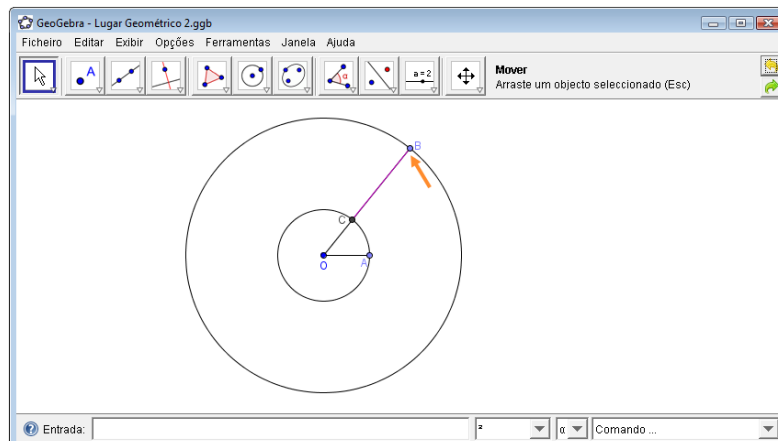 GeoGebra - Lugar Geométrico 2.ggb
Ficheiro Editar Exibir Opções Ferramentas Janela Ajuda
A
α
a=2
Mover
Arraste um objecto seleccionado (Esc)
B
C
O
A
Entrada:
²
α
Comando ...